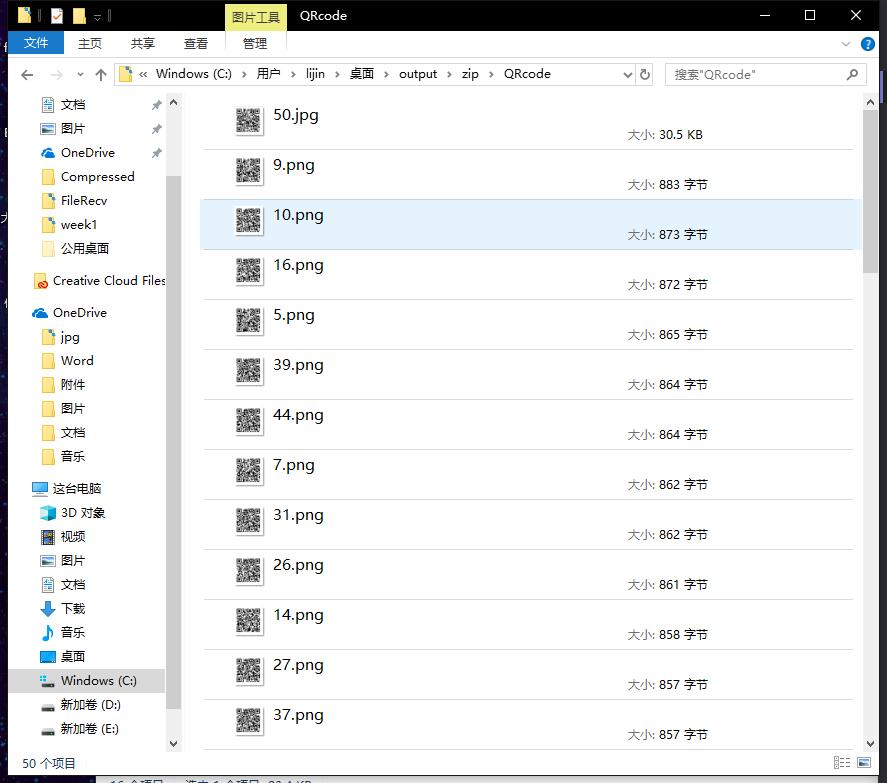 图片工具
QRcode
文件
主页
共享
查看
管理
« Windows (C:) › 用户 › lijin › 桌面 › output › zip › QRcode
搜索"QRcode"
文档
图片
OneDrive
Compressed
FileRecv
week1
公用桌面
Creative Cloud Files
OneDrive
jpg
Word
附件
图片
文档
音乐
这台电脑
3D 对象
视频
图片
文档
下载
音乐
桌面
Windows (C:)
新加卷 (D:)
新加卷 (E:)
50.jpg
大小: 30.5 KB
9.png
大小: 883 字节
10.png
大小: 873 字节
16.png
大小: 872 字节
5.png
大小: 865 字节
39.png
大小: 864 字节
44.png
大小: 864 字节
7.png
大小: 862 字节
31.png
大小: 862 字节
26.png
大小: 861 字节
14.png
大小: 858 字节
27.png
大小: 857 字节
37.png
大小: 857 字节
50 个项目